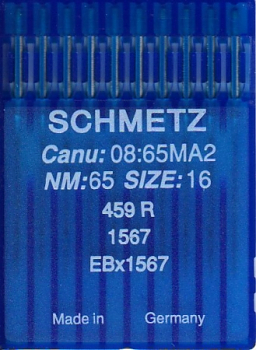 SCHMETZ
Canu: 08:65MA2
NM:65 SIZE:16
459 R
1567
EBx1567
Made in Germany